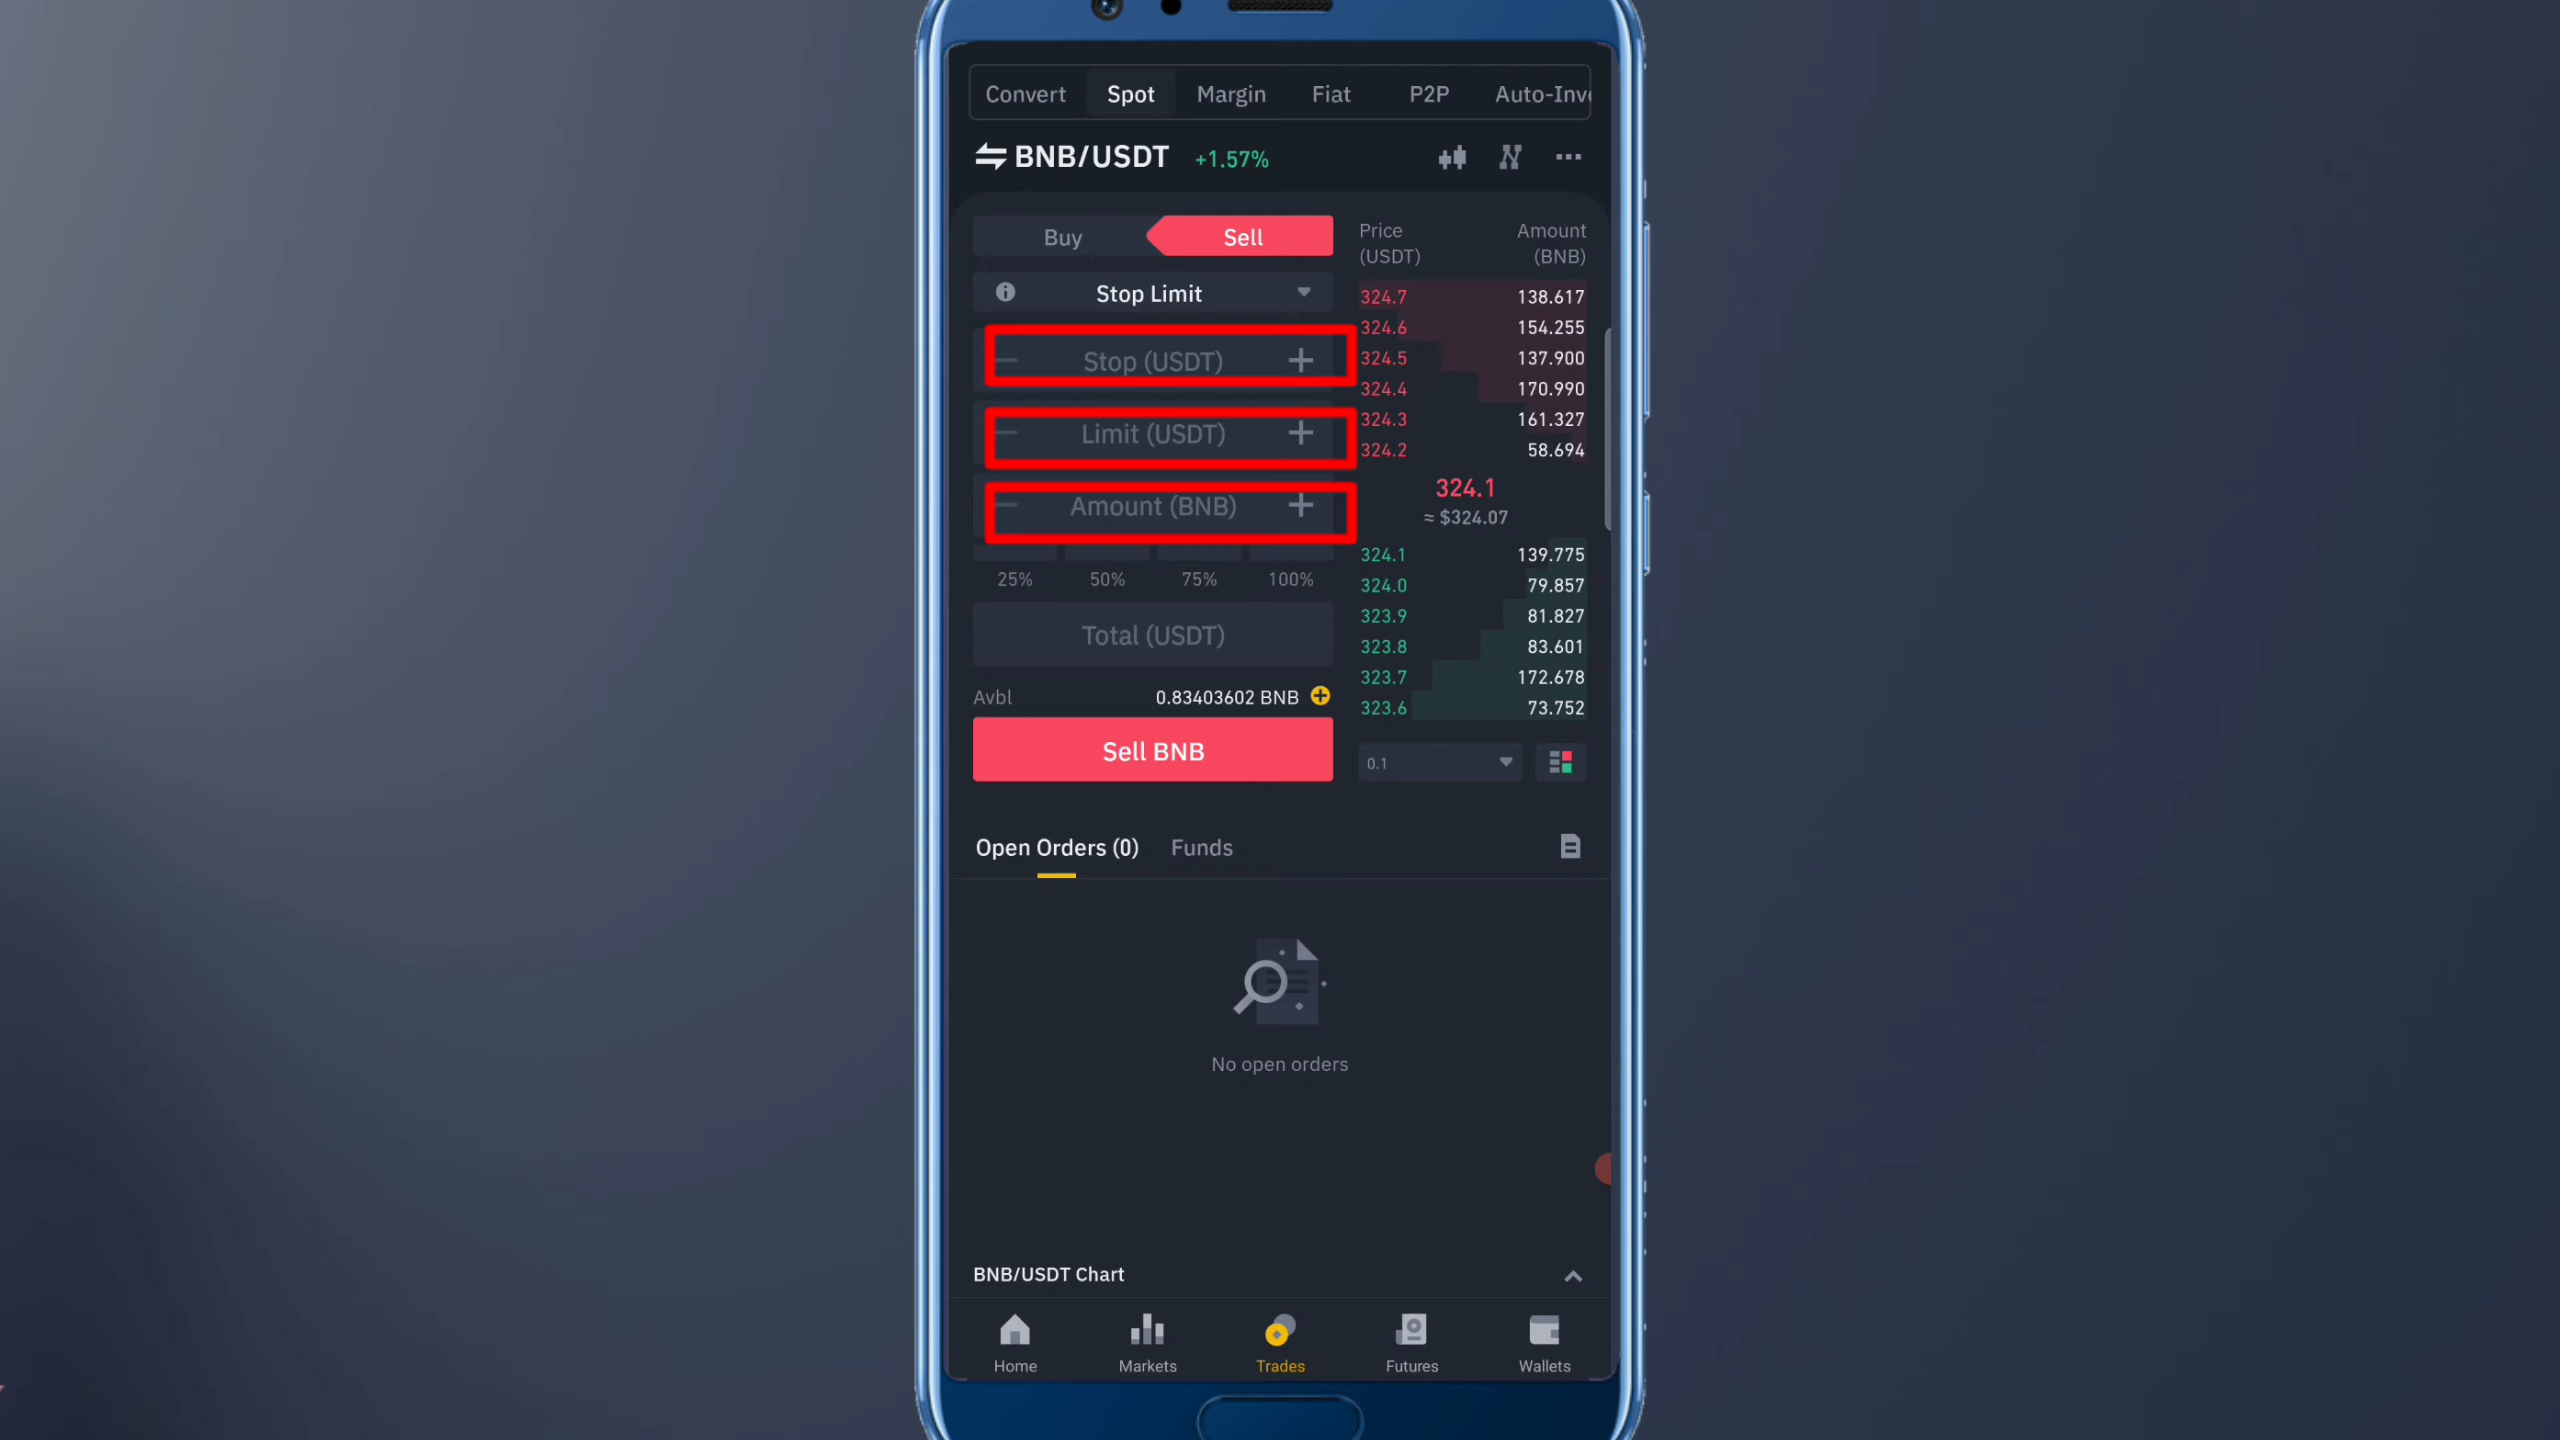 Convert Spot Margin Fiat P2P Auto-Inv
BNB/USDT +1.57%
Buy Sell
Stop Limit
Stop (USDT)
Limit (USDT)
Amount (BNB)
25% 50% 75% 100%
Total (USDT)
Avbl 0.83403602 BNB
Sell BNB
Price Amount
(USDT) (BNB)
324.7 138.617
324.6 154.255
324.5 137.900
324.4 170.990
324.3 161.327
324.2 58.694
324.1
≈ $324.07
324.1 139.775
324.0 79.857
323.9 81.827
323.8 83.601
323.7 172.678
323.6 73.752
0.1
Open Orders (0) Funds
No open orders
BNB/USDT Chart
Home Markets Trades Futures Wallets